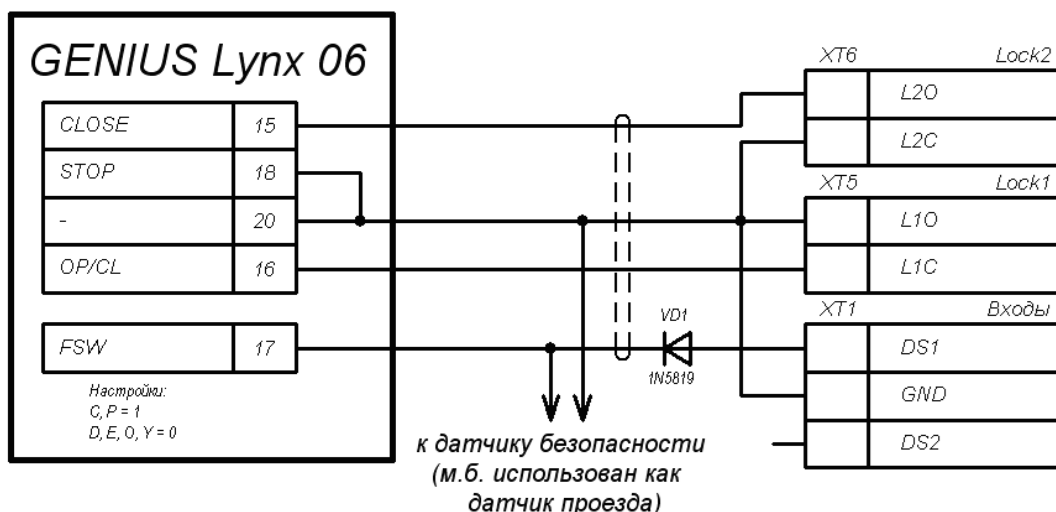 GENIUS Lynx 06
CLOSE 15
STOP 18
- 20
OP/CL 16
FSW 17
Настройки:
C, P = 1
D, E, O, Y = 0
VD1
1N5819
к датчику безопасности
(м.б. использован как
датчик проезда)
XT6 Lock2
L2O
L2C
XT5 Lock1
L1O
L1C
XT1 Входы
DS1
GND
DS2